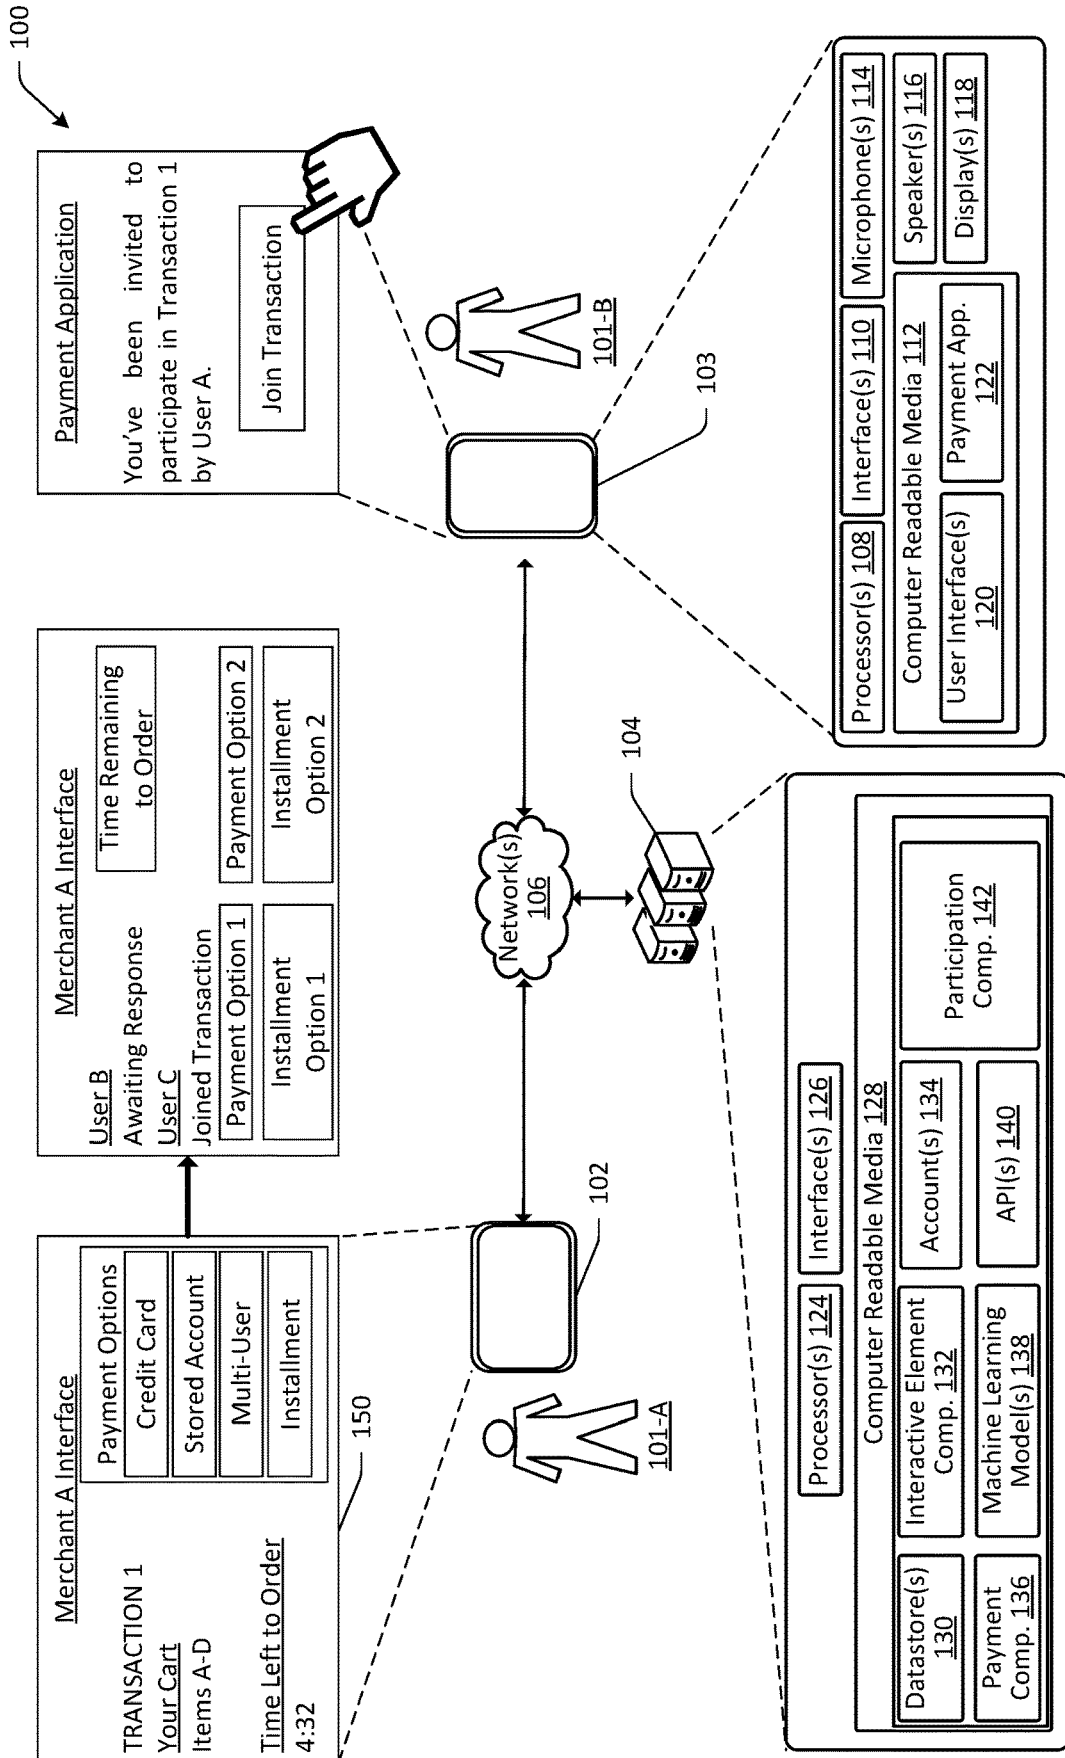 100
Merchant A Interface
TRANSACTION 1
Your Cart
Items A-D
Time Left to Order
4:32
Payment Options
Credit Card
Stored Account
Multi-User
Installment
150
Merchant A Interface
User B
Awaiting Response
User C
Joined Transaction
Time Remaining
to Order
Payment Option 1
Payment Option 2
Installment
Option 1
Installment
Option 2
Payment Application
You've been invited to
participate in Transaction 1
by User A.
Join Transaction
101-A
102
Network(s)
106
104
101-B
103
Processor(s) 124
Interface(s) 126
Computer Readable Media 128
Datastore(s)
130
Interactive Element
Comp. 132
Account(s) 134
Participation
Comp. 142
Payment
Comp. 136
Machine Learning
Model(s) 138
API(s) 140
Processor(s) 108
Interface(s) 110
Microphone(s) 114
Computer Readable Media 112
Speaker(s) 116
User Interface(s)
120
Payment App.
122
Display(s) 118